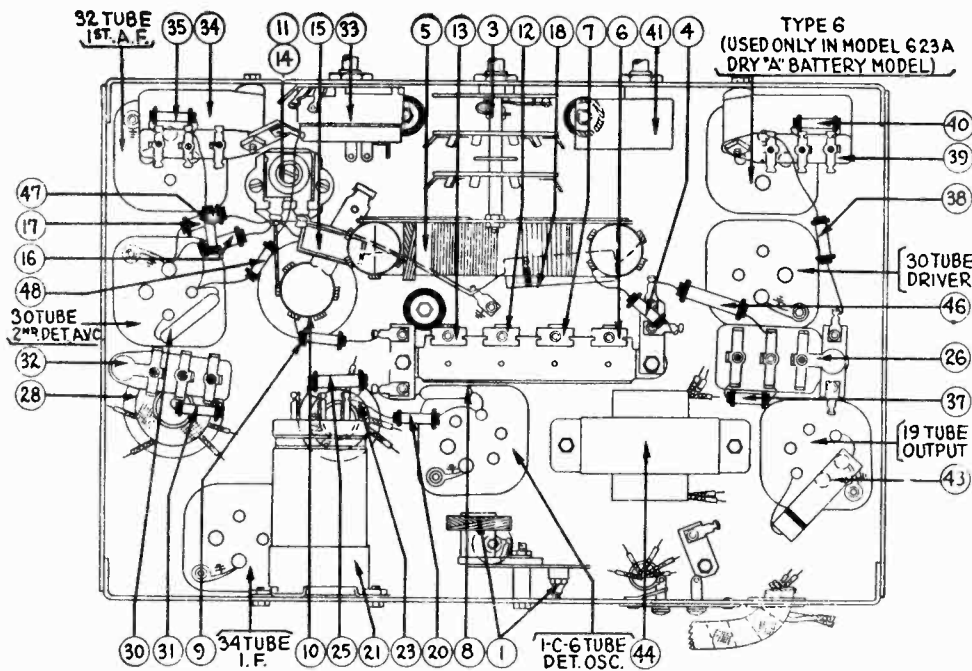 32 TUBE
1ST. A.F.
35
34
11
14
15
33
5
13
3
12
18
7
6
41
4
TYPE 6
(USED ONLY IN MODEL 623A
DRY "A" BATTERY MODEL)
40
39
38
30 TUBE
DRIVER
46
26
37
19 TUBE
OUTPUT
43
47
17
16
48
30 TUBE
2ND. DET. AVC
32
28
30
31
9
34 TUBE
I.F.
10
25
21
23
20
8
1
1-C-6 TUBE
DET. OSC.
44